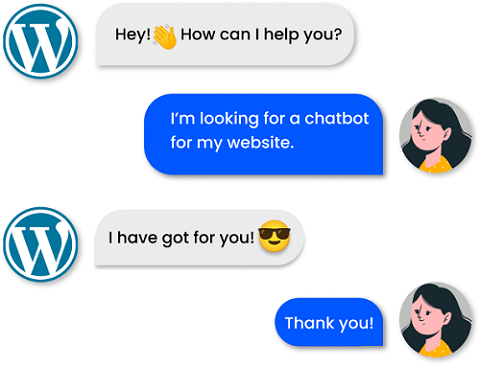 Hey!👋 How can I help you?
I’m looking for a chatbot
for my website.
I have got for you!😎
Thank you!